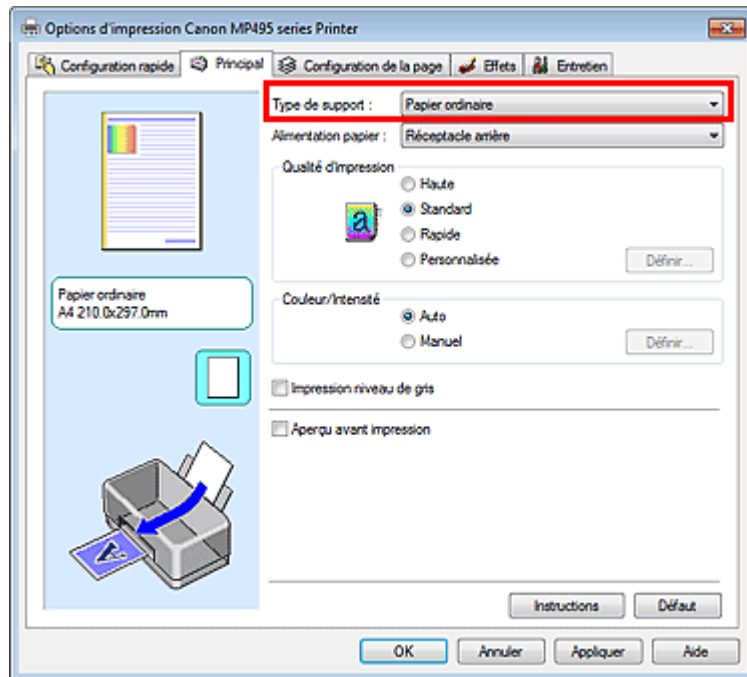 Options d'impression Canon MP495 series Printer
Configuration rapide Principal Configuration de la page Effets Entretien
Type de support : Papier ordinaire
Alimentation papier : Réceptacle arrière
Qualité d'impression
Haute
Standard
Rapide
Personnalisée Définir...
Papier ordinaire
A4 210.0x297.0mm
Couleur/Intensité
Auto
Manuel Définir...
Impression niveau de gris
Aperçu avant impression
Instructions Défaut
OK Annuler Appliquer Aide